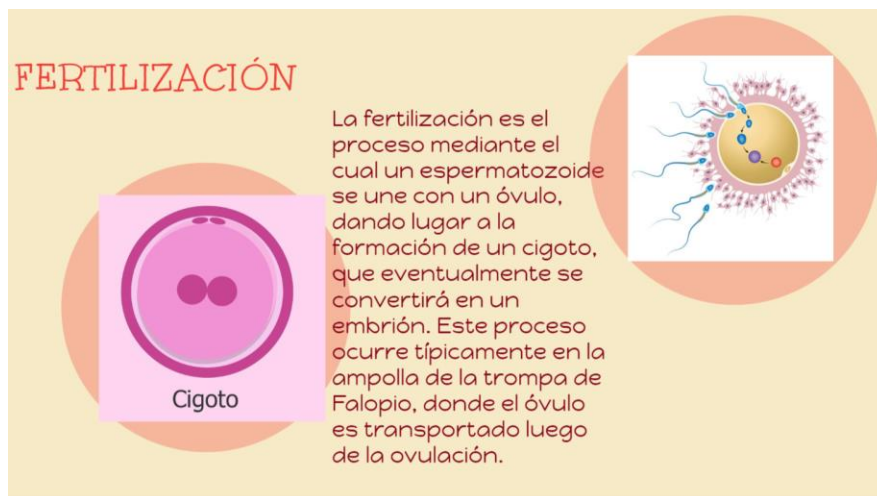 FERTILIZACIÓN
La fertilización es el
proceso mediante el
cual un espermatozoide
se une con un óvulo,
dando lugar a la
formación de un cigoto,
que eventualmente se
convertirá en un
embrión. Este proceso
ocurre típicamente en la
ampolla de la trompa de
Falopio, donde el óvulo
es transportado luego
de la ovulación.
Cigoto